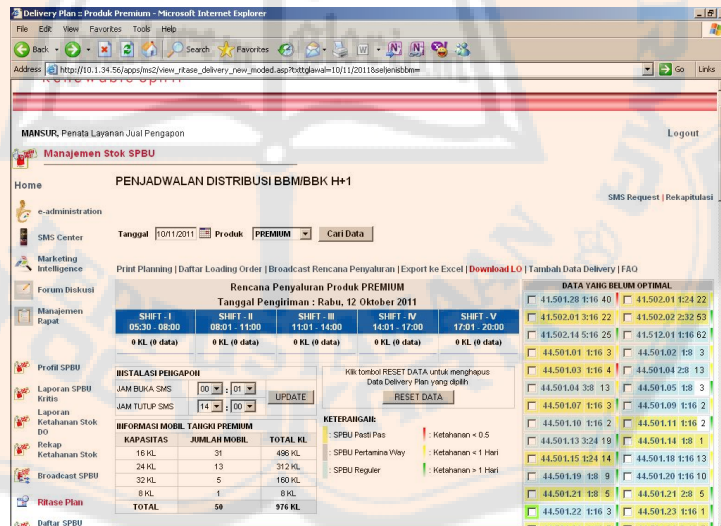 Delivery Plan :: Produk Premium - Microsoft Internet Explorer
File Edit View Favorites Tools Help
Back Search Favorites
Address http://10.1.34.56/apps/ms2/view_ritase_delivery_new_moded.asp?txttglawal=10/11/2011&seljenisbbm= Go Links
MANSUR, Penata Layanan Jual Pengapon
Logout
Manajemen Stok SPBU
Home
PENJADWALAN DISTRIBUSI BBM/BBK H+1
SMS Request | Rekapitulasi
e-administration
SMS Center
Marketing Intelligence
Forum Diskusi
Manajemen Rapat
Profil SPBU
Laporan SPBU Kritis
Laporan Ketahanan Stok DO
Rekap Ketahanan Stok
Broadcast SPBU
Ritase Plan
Daftar SPBU
Tanggal 10/11/2011 Produk PREMIUM Cari Data
Print Planning | Daftar Loading Order | Broadcast Rencana Penyaluran | Export ke Excel | Download LO | Tambah Data Delivery | FAQ
Rencana Penyaluran Produk PREMIUM
Tanggal Pengiriman : Rabu, 12 Oktober 2011
SHIFT - I SHIFT - II SHIFT - III SHIFT - IV SHIFT - V
05:30 - 08:00 08:01 - 11:00 11:01 - 14:00 14:01 - 17:00 17:01 - 20:00
0 KL (0 data) 0 KL (0 data) 0 KL (0 data) 0 KL (0 data) 0 KL (0 data)
INSTALASI PENGAPON
JAM BUKA SMS 00 : 01
JAM TUTUP SMS 14 : 00
UPDATE
Klik tombol RESET DATA untuk menghapus
Data Delivery Plan yang dipilih
RESET DATA
INFORMASI MOBIL TANGKI PREMIUM
KAPASITAS JUMLAH MOBIL TOTAL KL
16 KL 31 496 KL
24 KL 13 312 KL
32 KL 5 160 KL
8 KL 1 8 KL
TOTAL 50 976 KL
KETERANGAN:
: SPBU Pasti Pas : Ketahanan < 0.5
: SPBU Pertamina Way : Ketahanan < 1 Hari
: SPBU Reguler : Ketahanan > 1 Hari
DATA YANG BELUM OPTIMAL
41.501.28 1:16 40 41.502.01 1:24 22
41.502.01 3:16 22 41.502.02 2:32 53
41.502.14 5:16 25 41.512.01 1:16 62
44.501.01 1:16 3 44.501.02 1:8 3
44.501.03 1:16 4 44.501.04 2:8 13
44.501.04 3:8 13 44.501.05 1:8 3
44.501.07 1:16 3 44.501.09 1:16 2
44.501.10 1:16 2 44.501.11 1:16 2
44.501.13 3:24 19 44.501.14 1:8 1
44.501.15 1:24 14 44.501.18 1:16 13
44.501.19 1:8 9 44.501.20 1:16 10
44.501.21 1:8 5 44.501.21 2:8 5
44.501.22 1:16 3 44.501.23 1:16 1